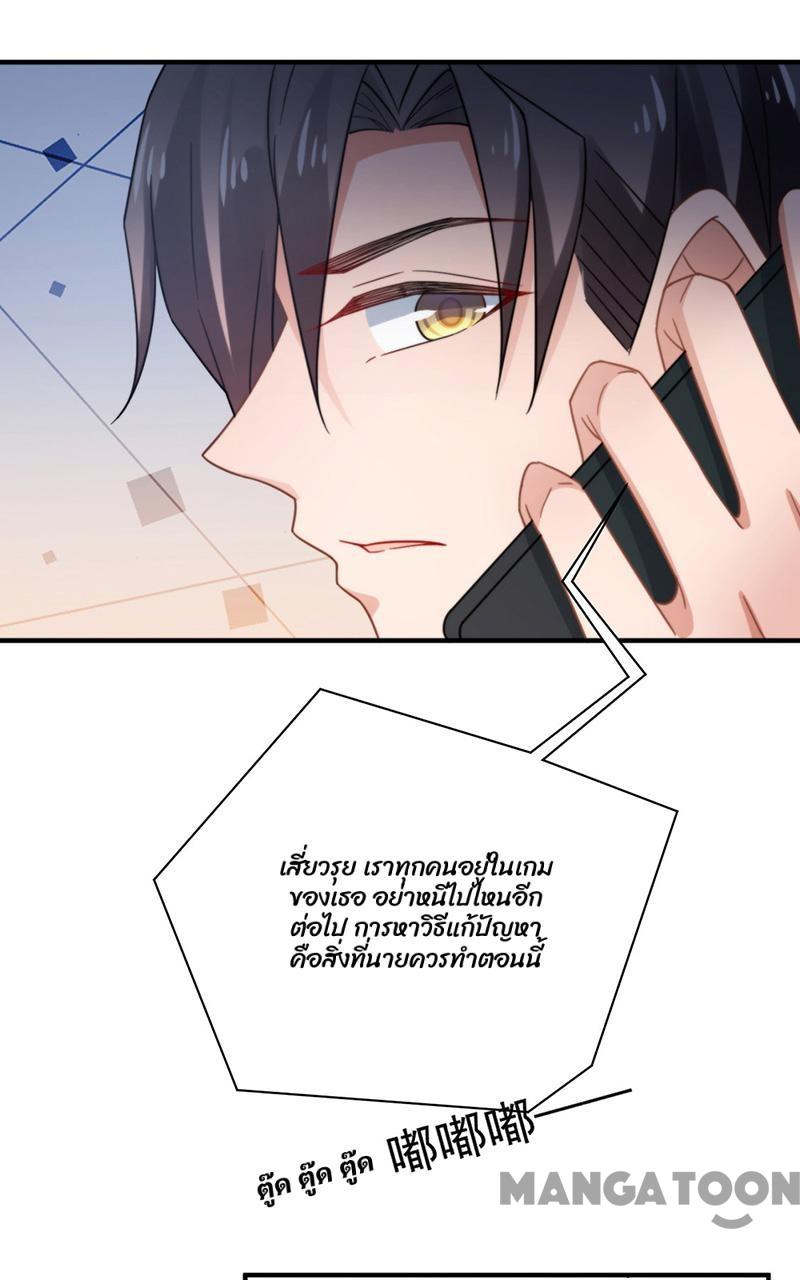 เสี่ยวรุย เราทุกคนอยู่ในเกม
ของเธอ อย่าหนีไปไหนอีก
ต่อไป การหาวิธีแก้ปัญหา
คือสิ่งที่นายควรทำตอนนี้
ตู๊ด ตู๊ด ตู๊ด 嘟嘟嘟
MANGATOON